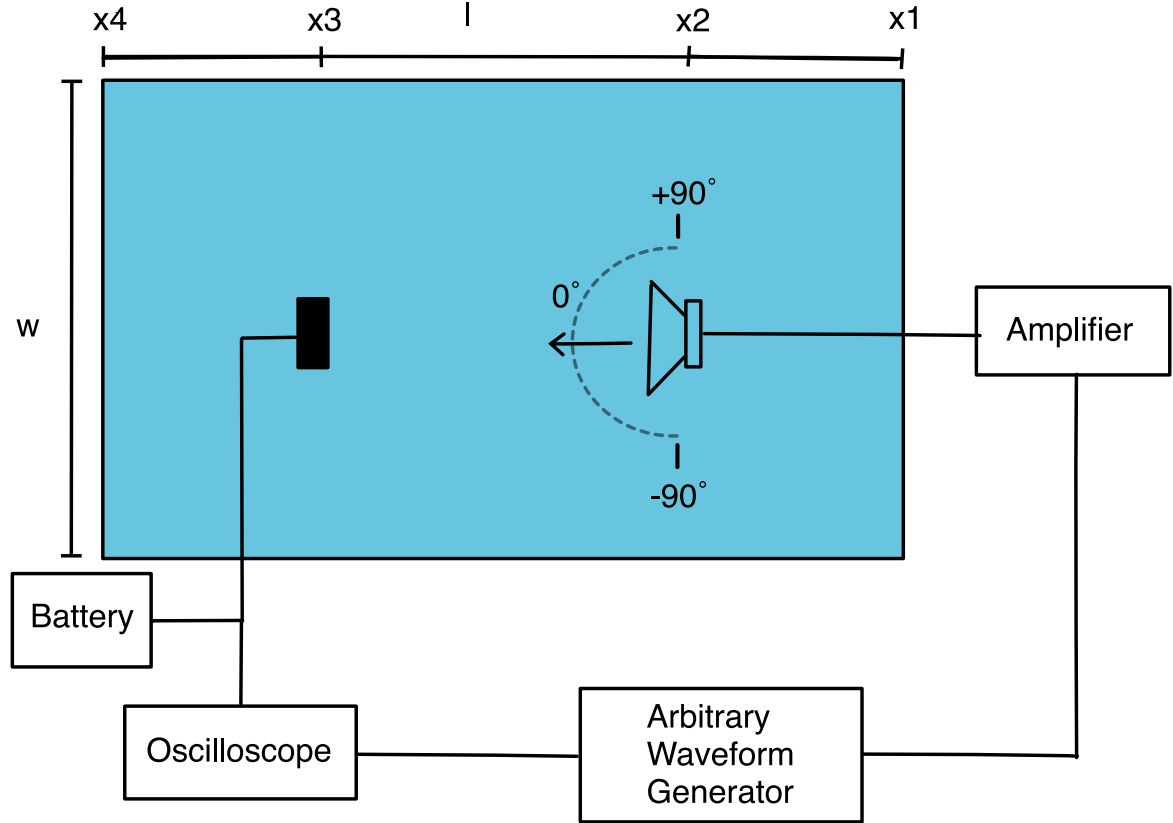 x4
x3
l
x2
x1
w
+90°
0°
-90°
Amplifier
Battery
Oscilloscope
Arbitrary
Waveform
Generator